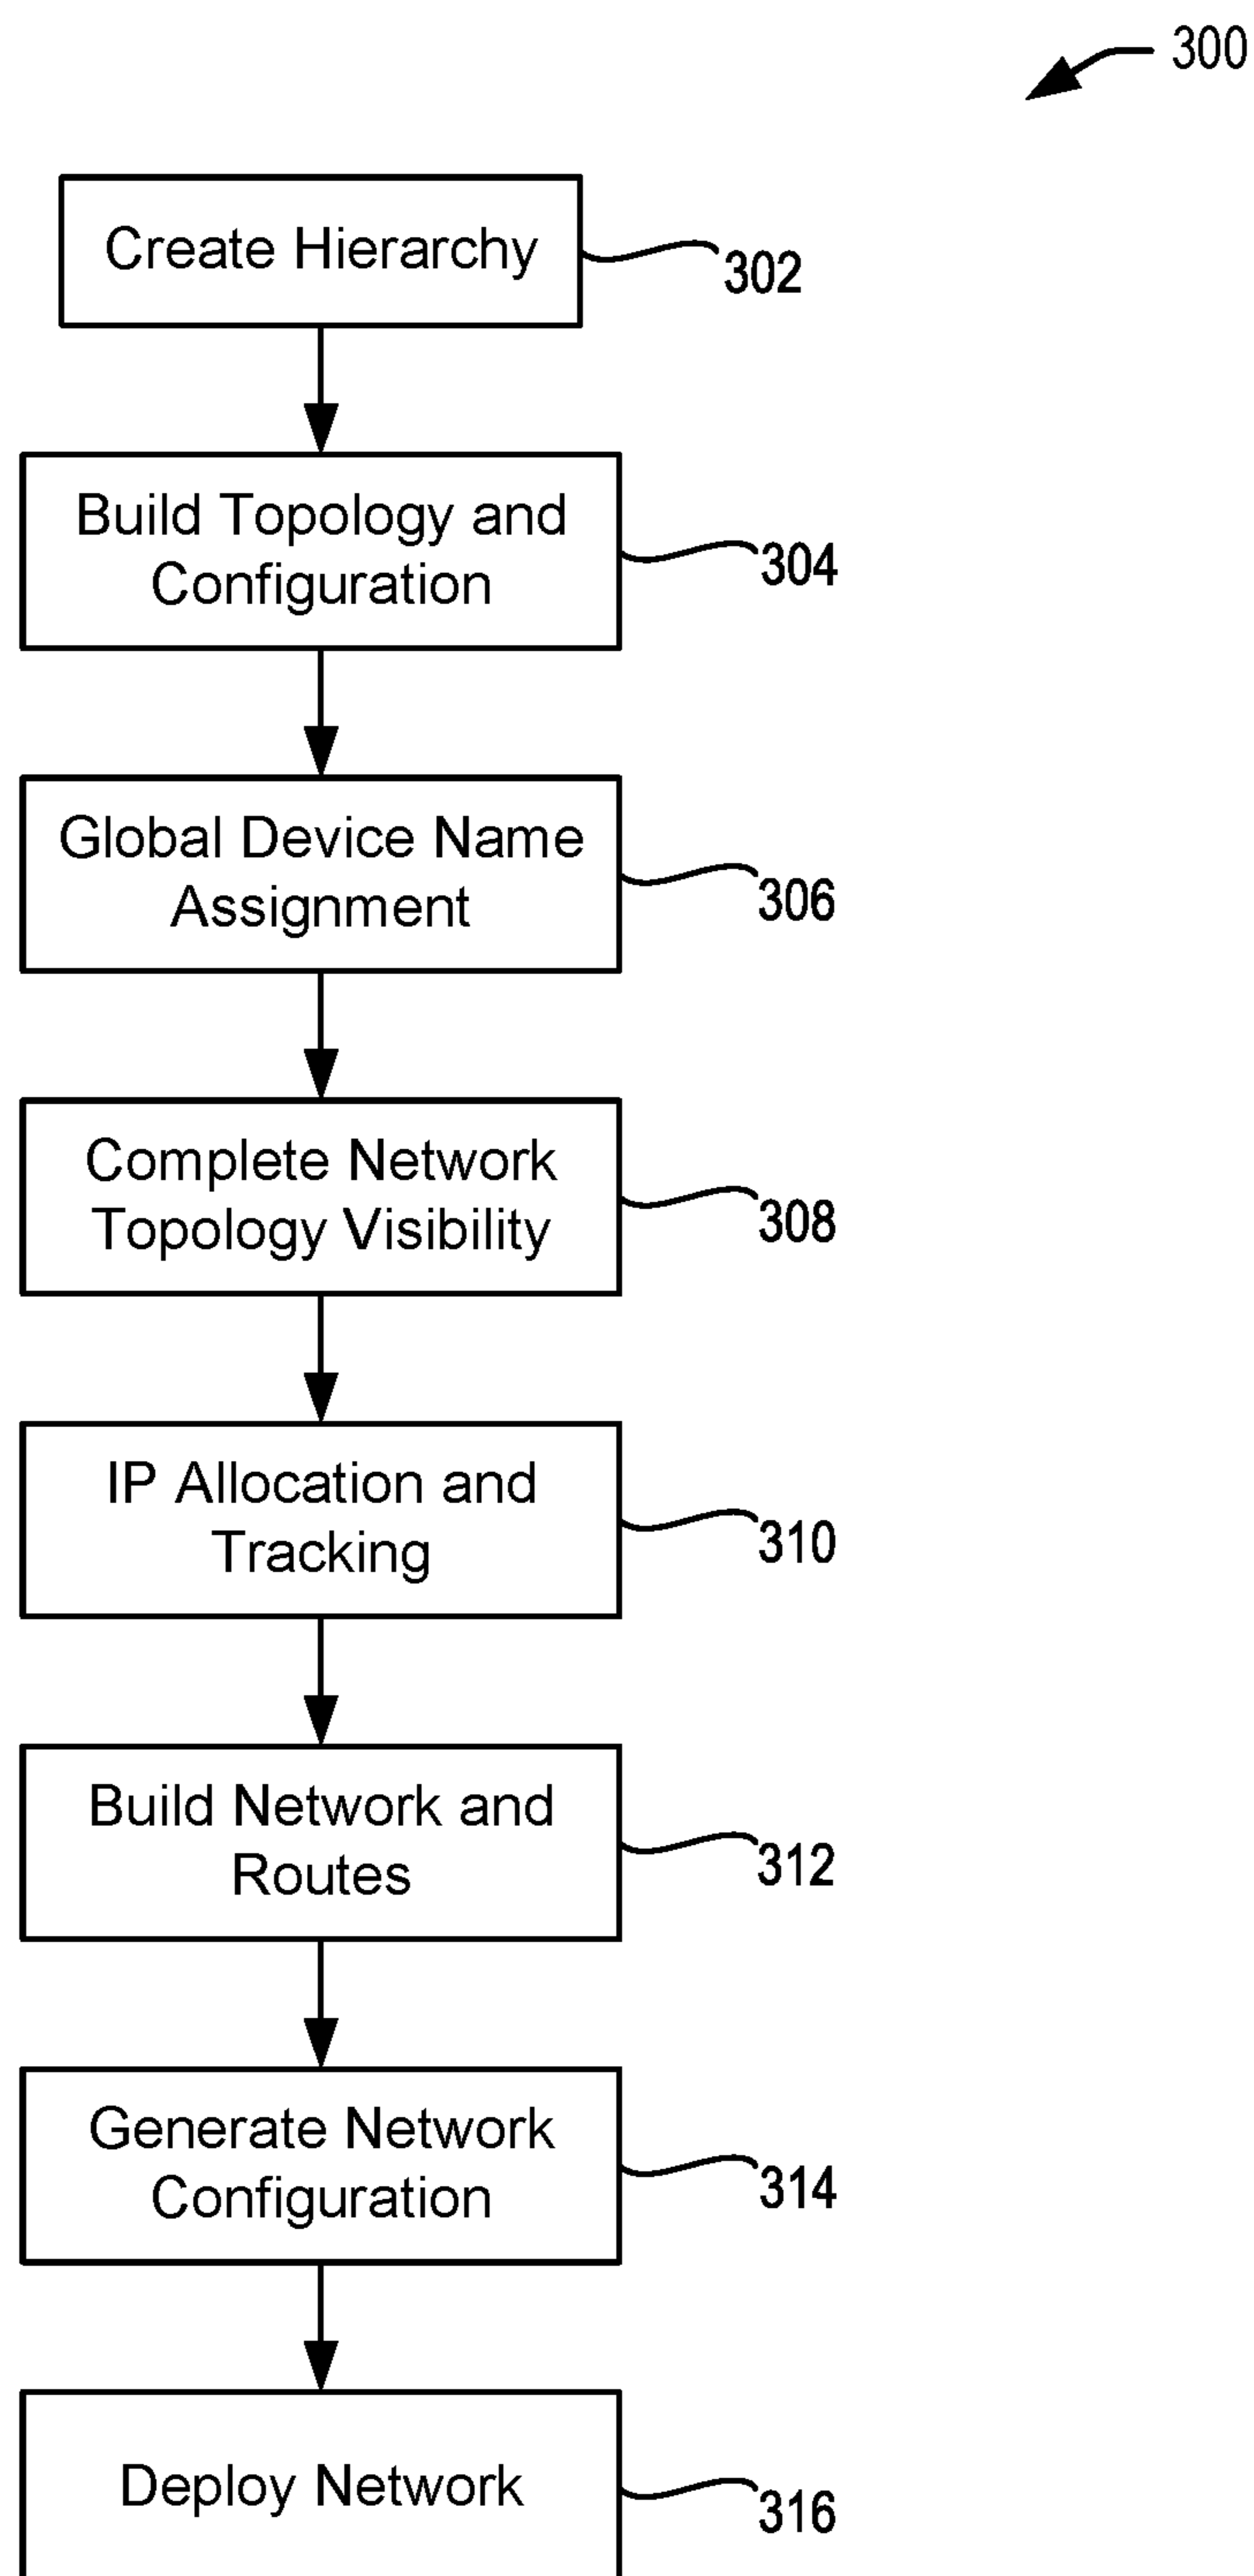 300
Create Hierarchy
302
Build Topology and
Configuration
304
Global Device Name
Assignment
306
Complete Network
Topology Visibility
308
IP Allocation and
Tracking
310
Build Network and
Routes
312
Generate Network
Configuration
314
Deploy Network
316